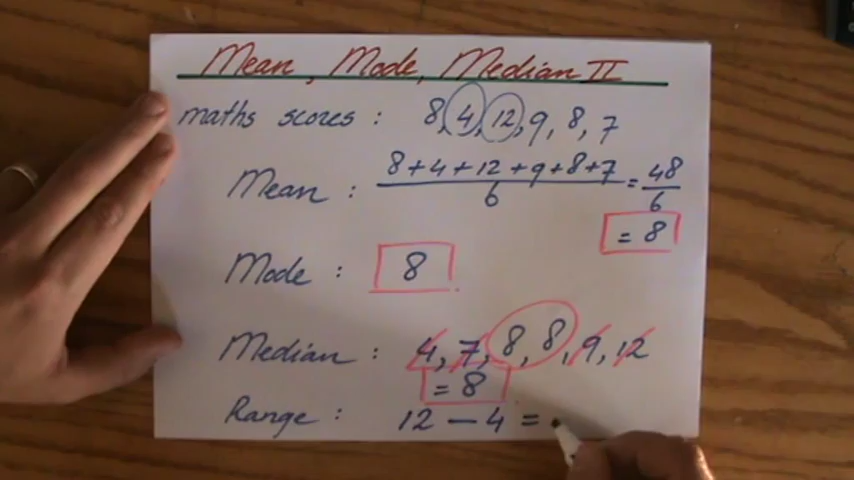 Mean, Mode, Median II
maths scores : 8, 4, 12, 9, 8, 7
Mean : 8+4+12+9+8+7 / 6 = 48 / 6
= 8
Mode : 8
Median : 4, 7, 8, 8, 9, 12
= 8
Range : 12 – 4 =